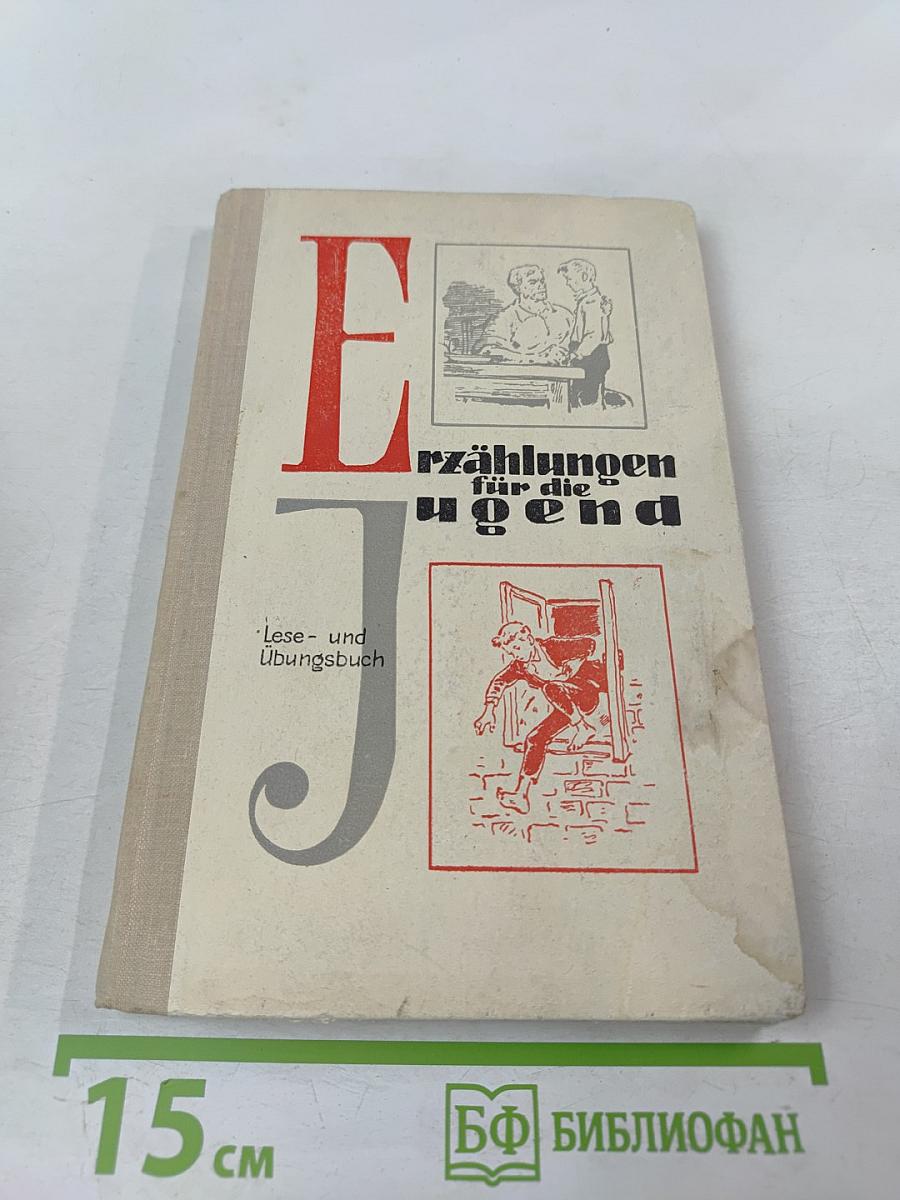 Erzählungen
für die
Jugend
Lese- und
Übungsbuch
15 см
БФ БИБЛИОФАН